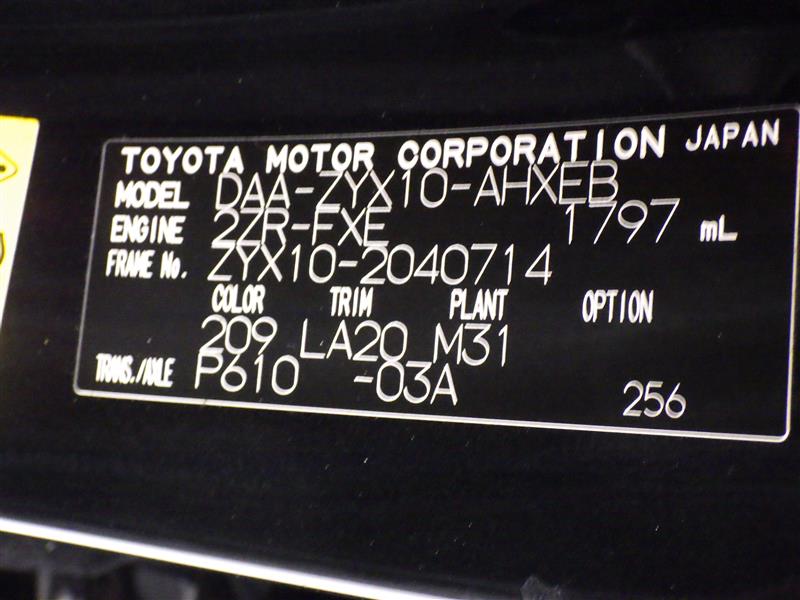 TOYOTA MOTOR CORPORATION JAPAN
MODEL DAA-ZYX10-AHXEB
ENGINE 2ZR-FXE 1797 mL
FRAME No. ZYX10-2040714
COLOR TRIM PLANT OPTION
209 LA20 M31
TRANS./AXLE P610 -03A 256